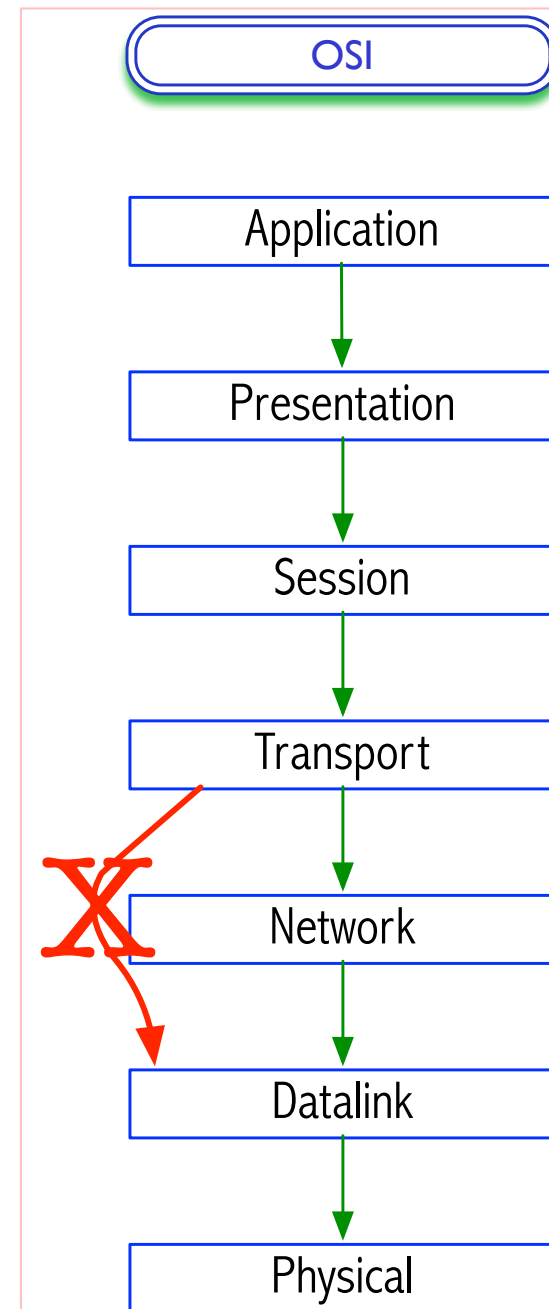 OSI
Application
Presentation
Session
Transport
X
Network
Datalink
Physical